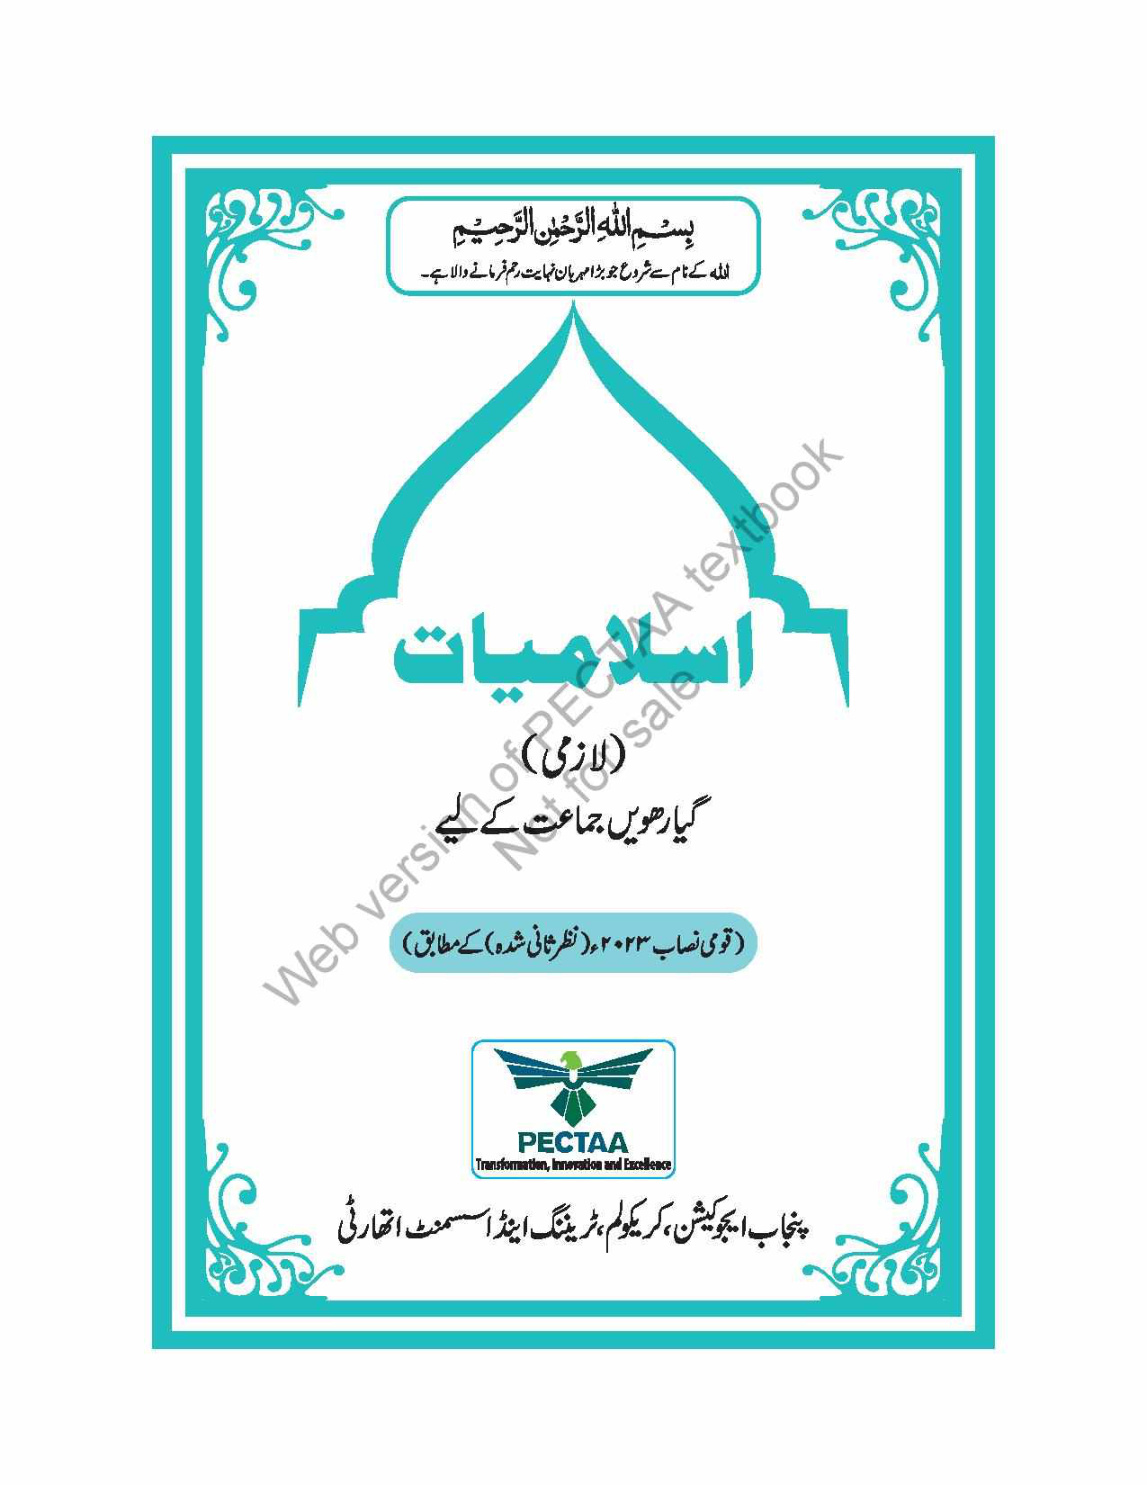 بِسْمِ اللّٰهِ الرَّحْمٰنِ الرَّحِيْمِ
اللہ کے نام سے شروع جو بڑا مہربان نہایت رحم فرمانے والا ہے۔
اسلامیات
(لازمی)
گیارھویں جماعت کے لیے
(قومی نصاب ۲۰۲۳ء (نظر ثانی شدہ) کے مطابق)
PECTAA
Transformation, Innovation and Excellence
پنجاب ایجوکیشن، کریکولم، ٹریننگ اینڈ اسسمنٹ اتھارٹی
Web version of PECTAA textbook
Not for sale